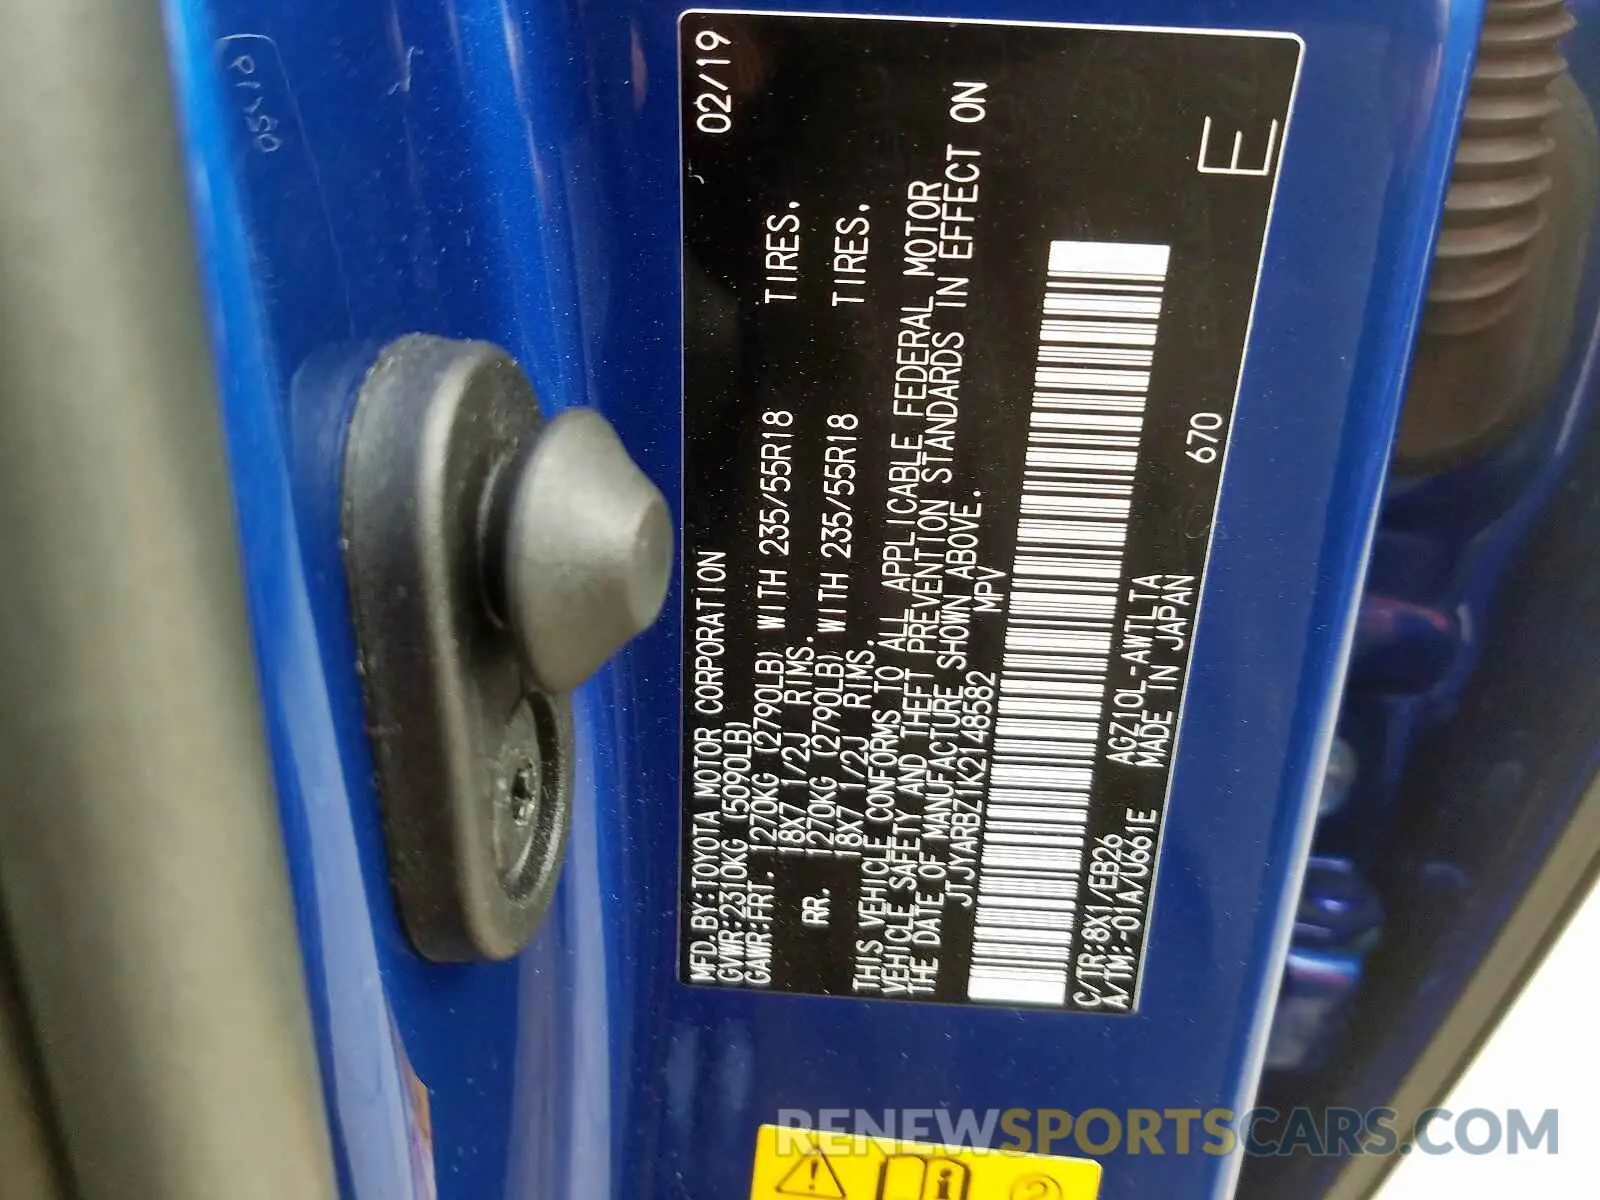 02/19
MFD.BY:TOYOTA MOTOR CORPORATION
GVWR:2310KG (5090LB)
GAWR:FRT. 1270KG (2790LB) WITH 235/55R18 TIRES,
18X7 1/2J RIMS.
RR. 1270KG (2790LB) WITH 235/55R18 TIRES,
18X7 1/2J RIMS.
THIS VEHICLE CONFORMS TO ALL APPLICABLE FEDERAL MOTOR
VEHICLE SAFETY AND THEFT PREVENTION STANDARDS IN EFFECT ON
THE DATE OF MANUFACTURE SHOWN ABOVE.
JTJYARBZ1K2148582 MPV
C/TR:8X1/EB26 AGZ10L-AWTLTA
A/TM:-01A/U661E MADE IN JAPAN
670
E
RENEWSPORTSCARS.COM